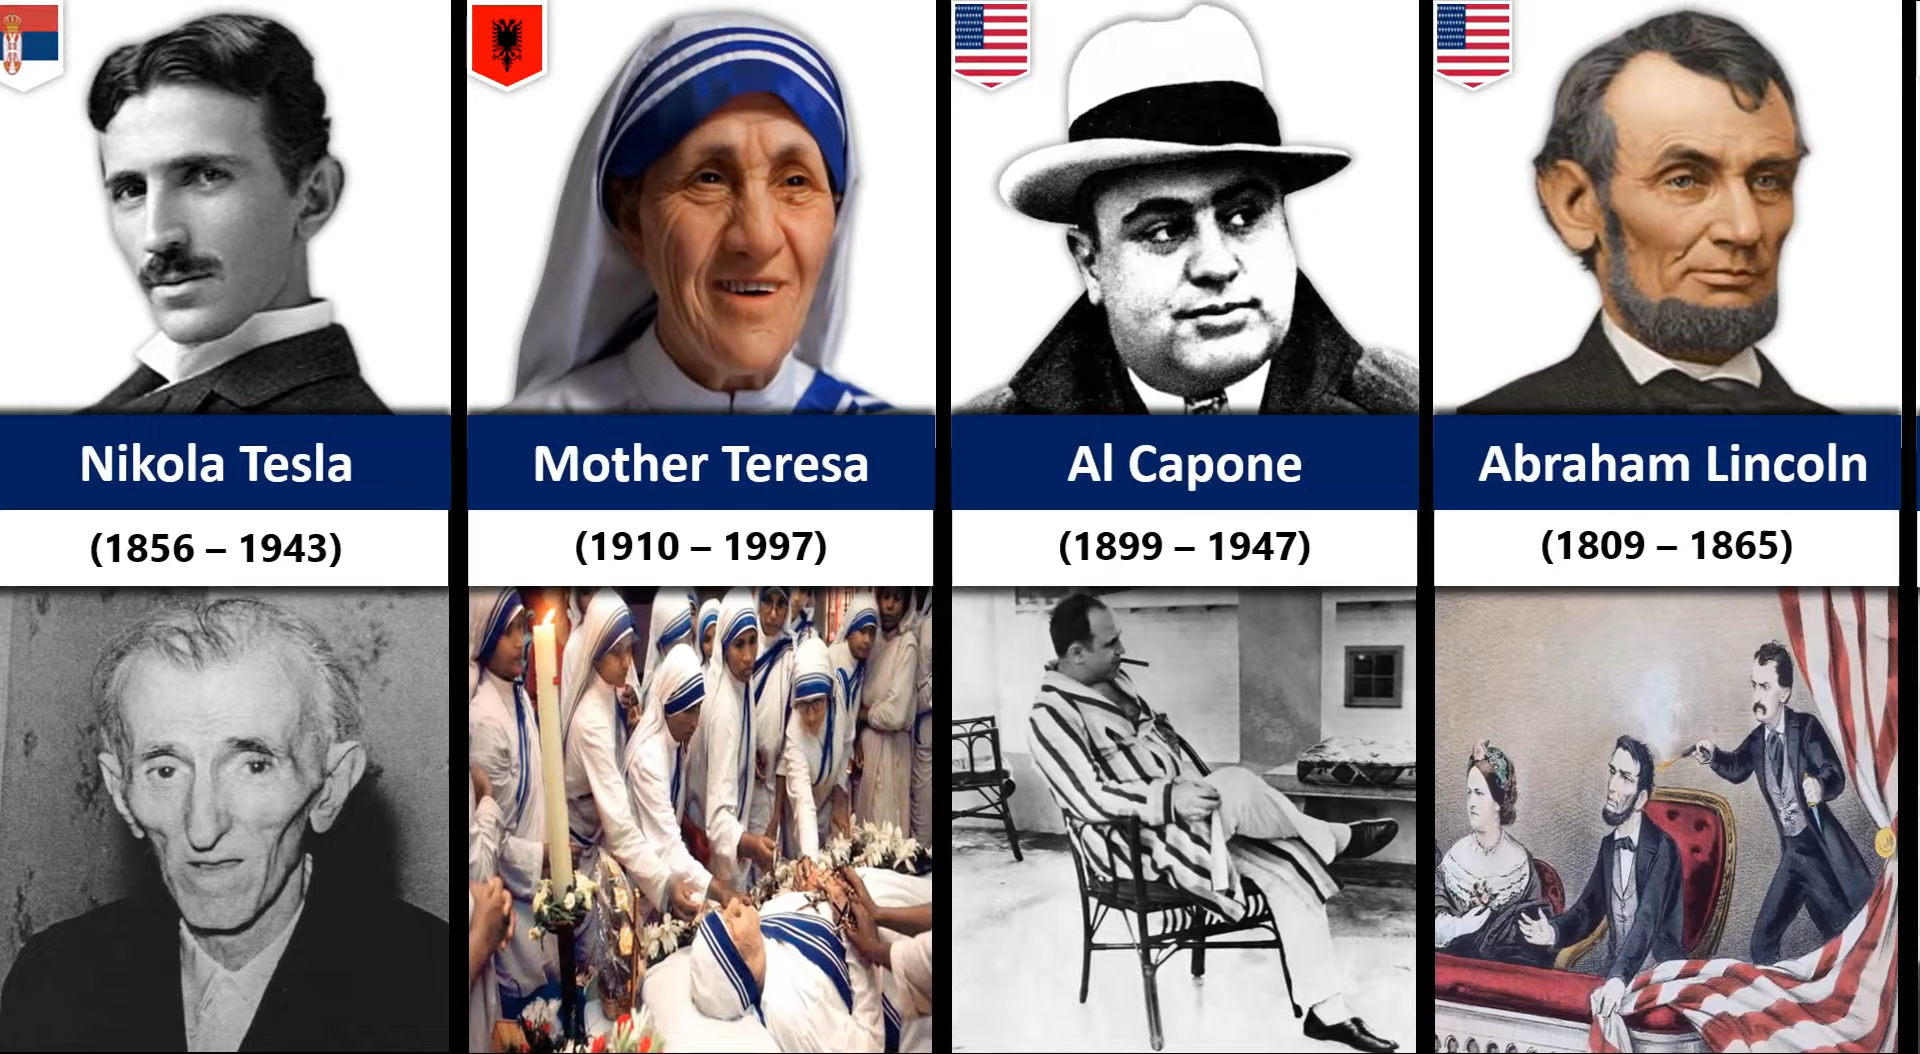 Nikola Tesla
(1856 – 1943)
Mother Teresa
(1910 – 1997)
Al Capone
(1899 – 1947)
Abraham Lincoln
(1809 – 1865)